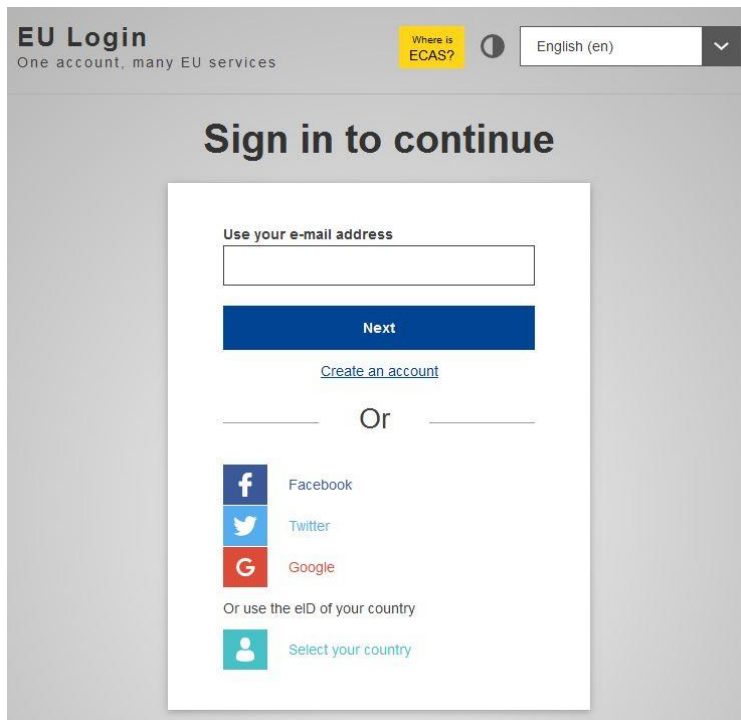 EU Login
One account, many EU services
Where is
ECAS?
English (en)
Sign in to continue
Use your e-mail address
Next
Create an account
Or
Facebook
Twitter
Google
Or use the eID of your country
Select your country